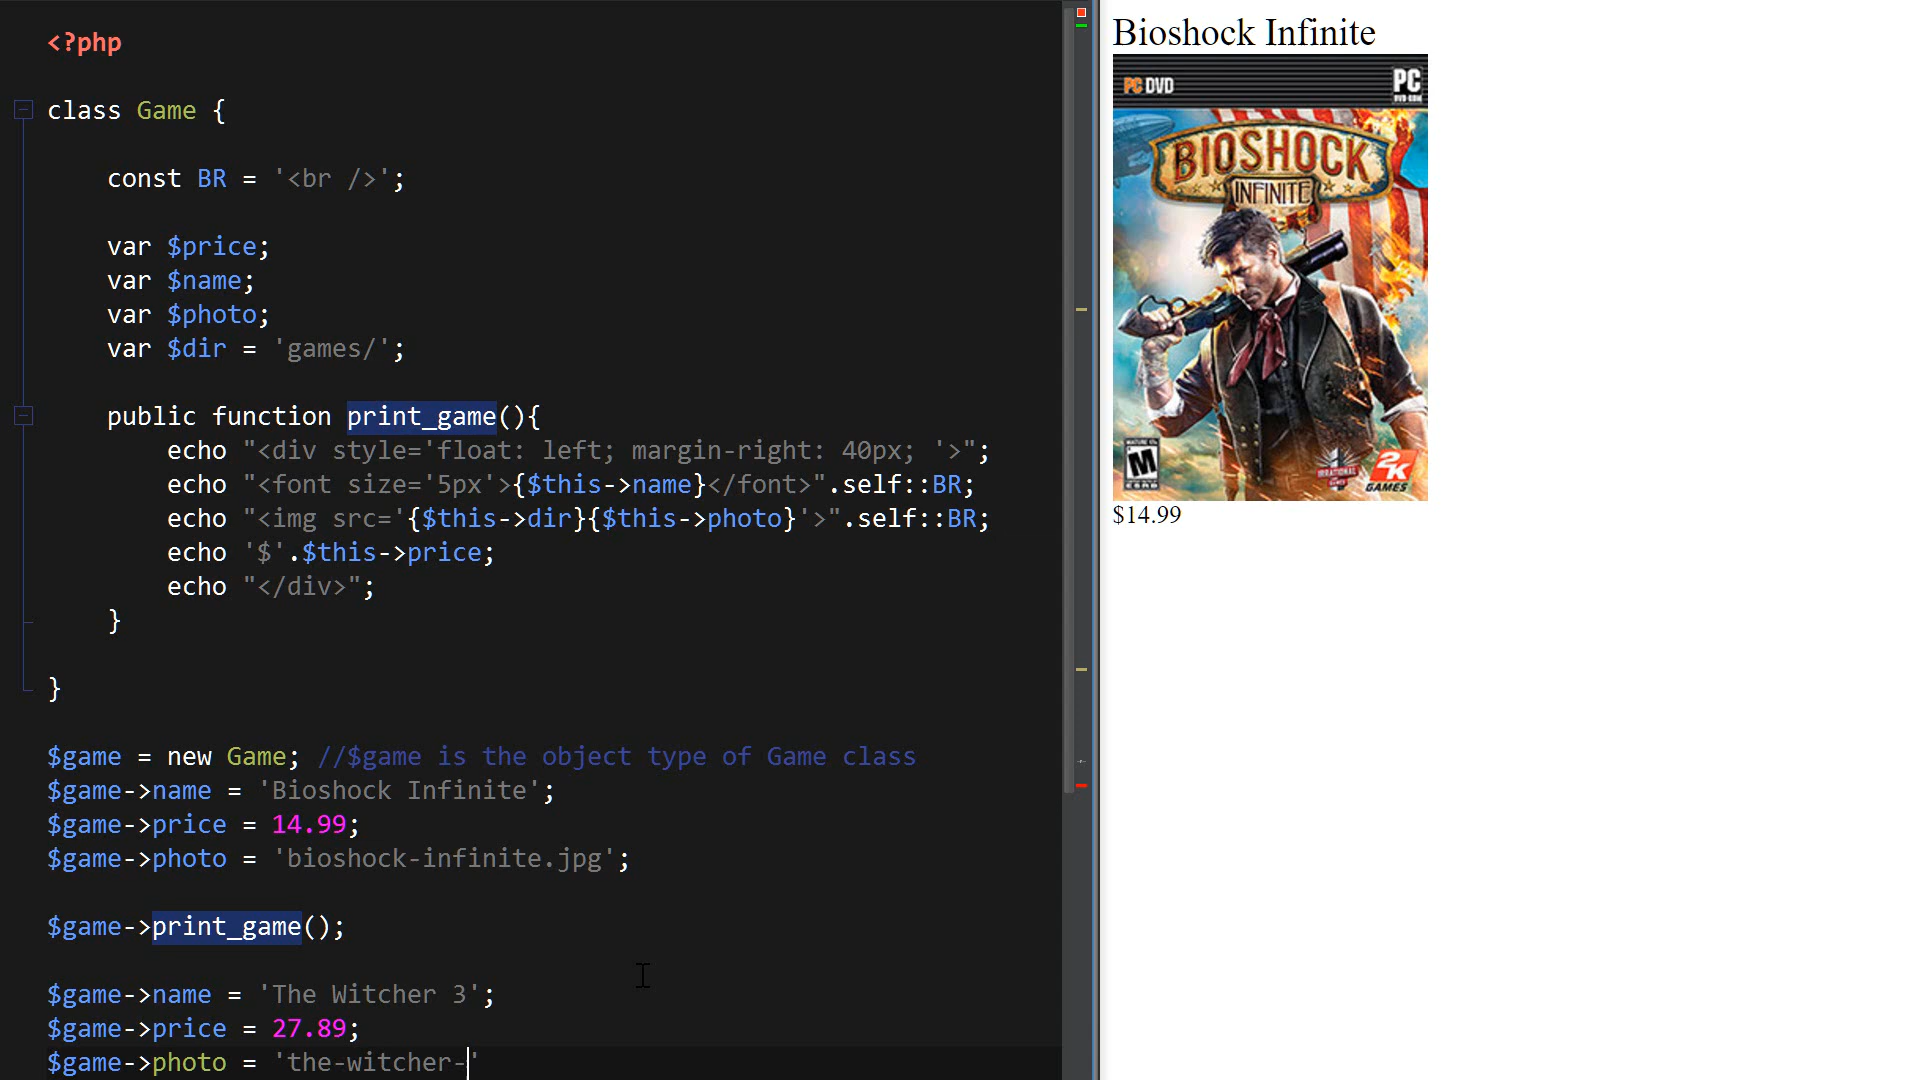 <?php
class Game {
const BR = '<br />';
var $price;
var $name;
var $photo;
var $dir = 'games/';
public function print_game(){
echo "<div style='float: left; margin-right: 40px; '>";
echo "<font size='5px'>{$this->name}</font>".self::BR;
echo "<img src='{$this->dir}{$this->photo}'>".self::BR;
echo '$'.$this->price;
echo "</div>";
}
}
$game = new Game; //$game is the object type of Game class
$game->name = 'Bioshock Infinite';
$game->price = 14.99;
$game->photo = 'bioshock-infinite.jpg';
$game->print_game();
$game->name = 'The Witcher 3';
$game->price = 27.89;
$game->photo = 'the-witcher-'
Bioshock Infinite
PC DVD
PC
BIOSHOCK
INFINITE
M
IRRATIONAL
GAMES
2K
GAMES
$14.99